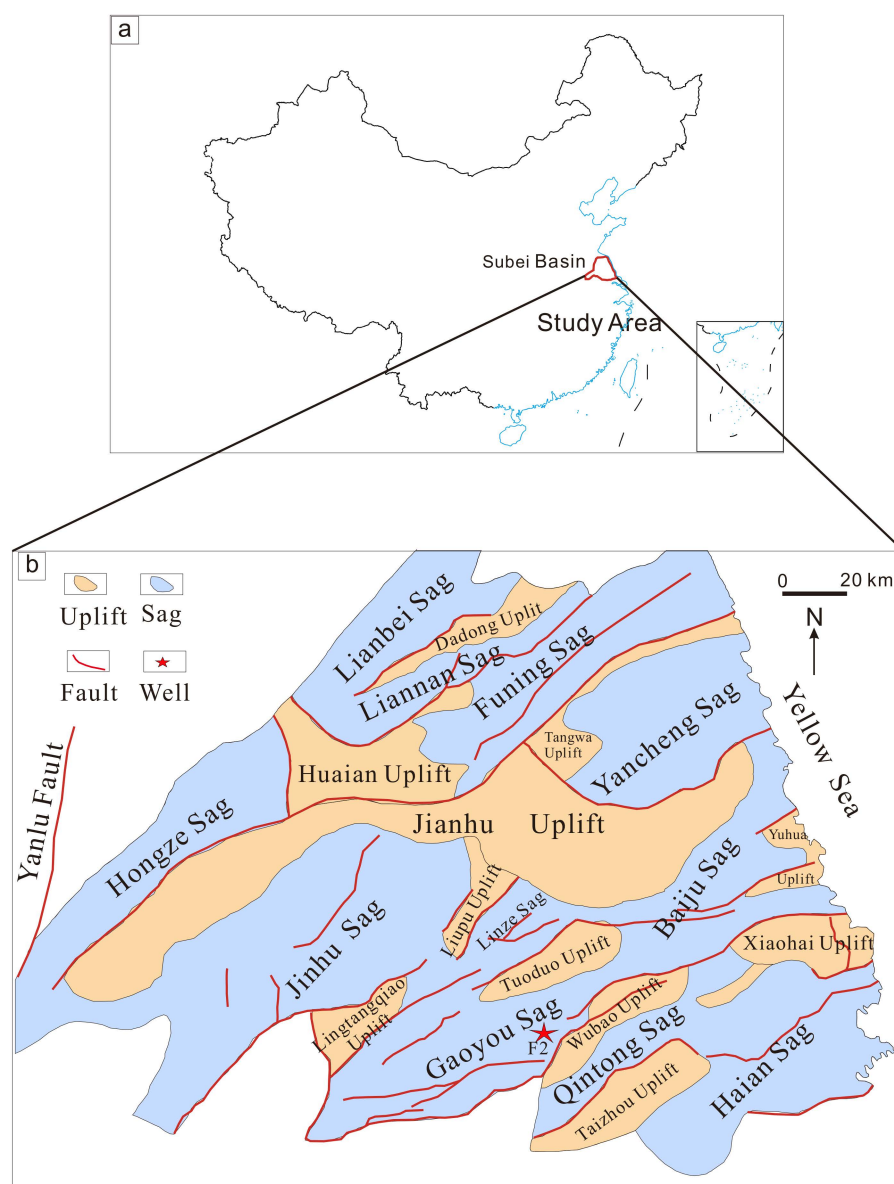 a
Subei Basin
Study Area
b
Uplift
Sag
Fault
Well
0 20 km
N
Yellow Sea
Yanlu Fault
Lianbei Sag
Dadong Uplit
Liannan Sag
Funing Sag
Tangwa
Uplift
Yancheng Sag
Huaian Uplift
Hongze Sag
Jianhu Uplift
Yuhua
Uplift
Baiju Sag
Liupu Uplift
Linze Sag
Jinhu Sag
Tuoduo Uplift
Xiaohai Uplift
Lingtangqiao
Uplift
Gaoyou Sag
F2
Wubao Uplift
Qintong Sag
Taizhou Uplift
Haian Sag